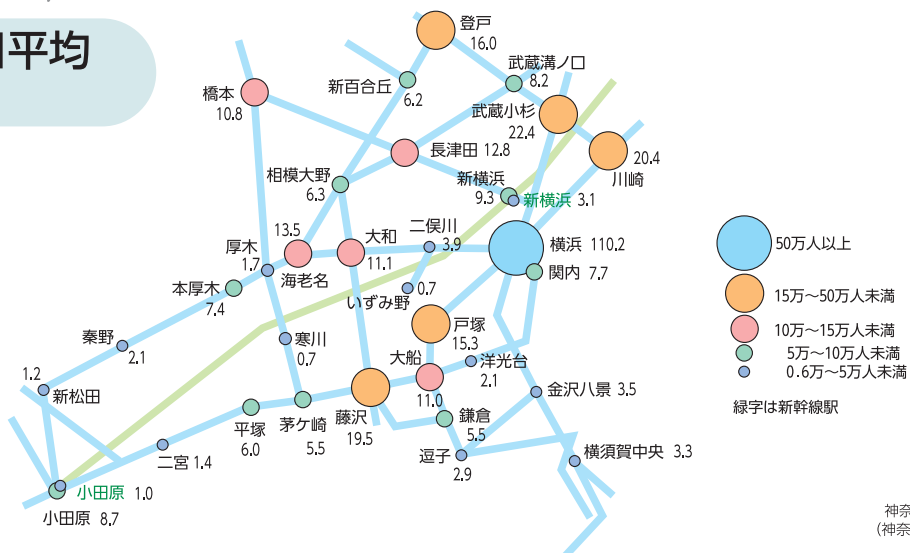 平均
登戸
16.0
武蔵溝ノ口
8.2
新百合丘
6.2
橋本
10.8
武蔵小杉
22.4
長津田 12.8
20.4
川崎
相模大野
6.3
新横浜
9.3
新横浜 3.1
13.5
海老名
大和
11.1
二俣川
3.9
横浜 110.2
関内 7.7
厚木
1.7
本厚木
7.4
いずみ野
0.7
戸塚
15.3
秦野
2.1
寒川
0.7
大船
11.0
洋光台
2.1
1.2
新松田
金沢八景 3.5
平塚
6.0
茅ケ崎
5.5
藤沢
19.5
鎌倉
5.5
逗子
2.9
横須賀中央 3.3
二宮 1.4
小田原 1.0
小田原 8.7
50万人以上
15万~50万人未満
10万~15万人未満
5万~10万人未満
0.6万~5万人未満
緑字は新幹線駅
神奈
(神奈